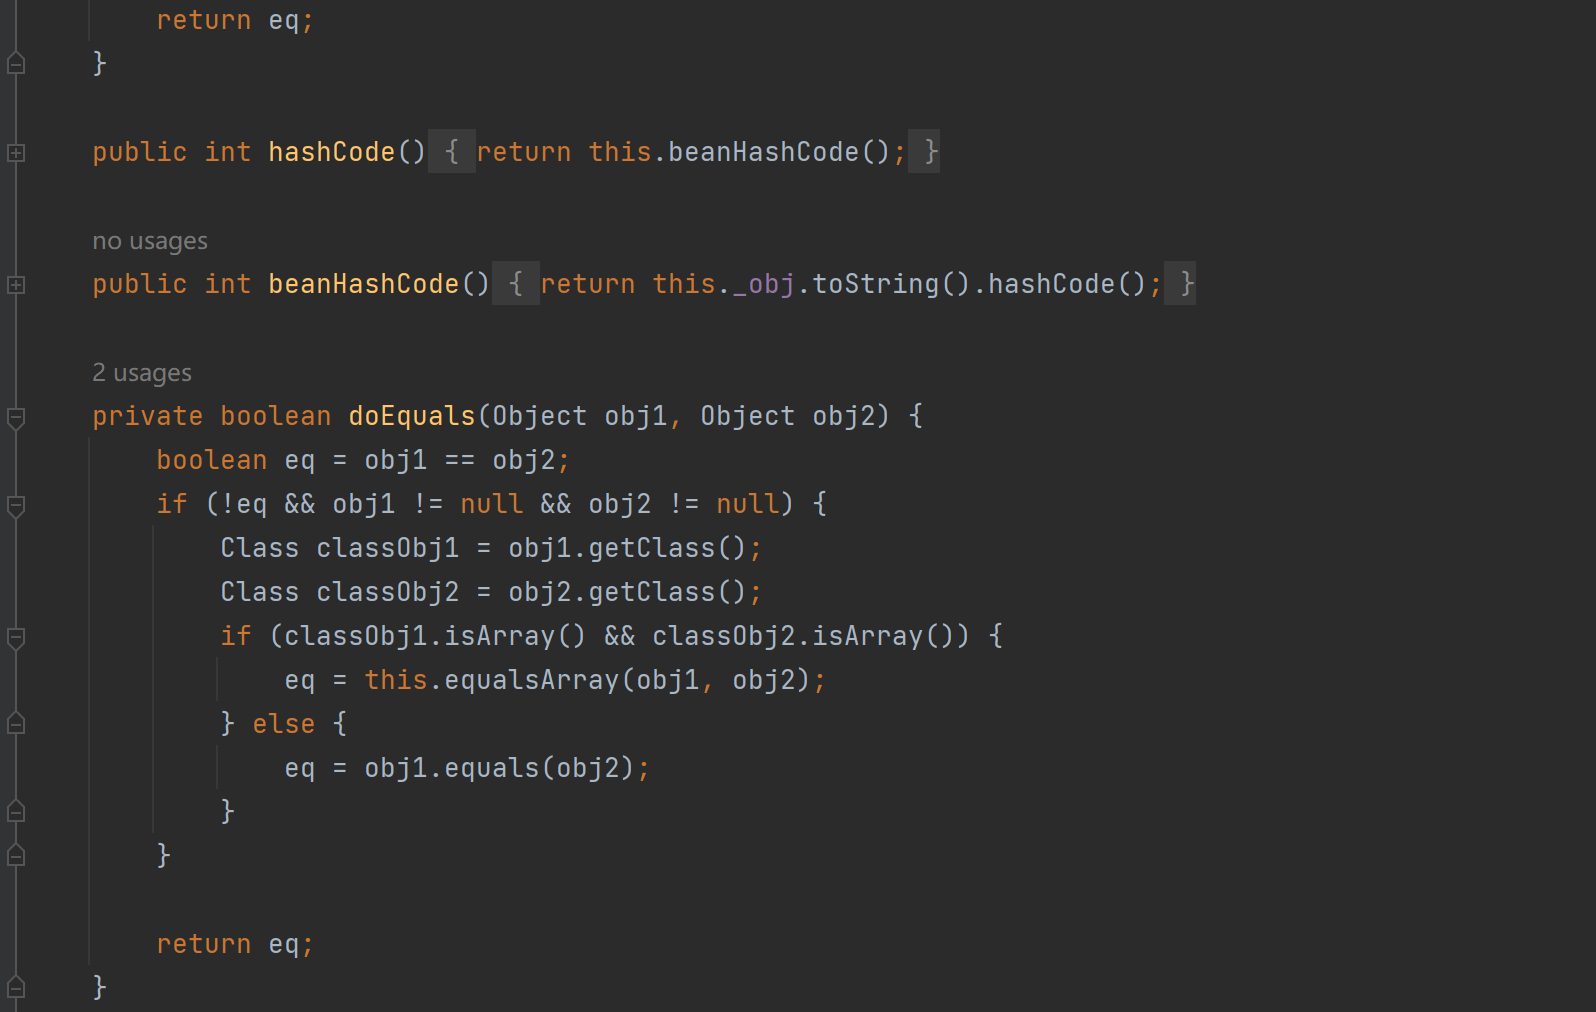 return eq;
}
public int hashCode() { return this.beanHashCode(); }
no usages
public int beanHashCode() { return this._obj.toString().hashCode(); }
2 usages
private boolean doEquals(Object obj1, Object obj2) {
boolean eq = obj1 == obj2;
if (!eq && obj1 != null && obj2 != null) {
Class classObj1 = obj1.getClass();
Class classObj2 = obj2.getClass();
if (classObj1.isArray() && classObj2.isArray()) {
eq = this.equalsArray(obj1, obj2);
} else {
eq = obj1.equals(obj2);
}
}
return eq;
}